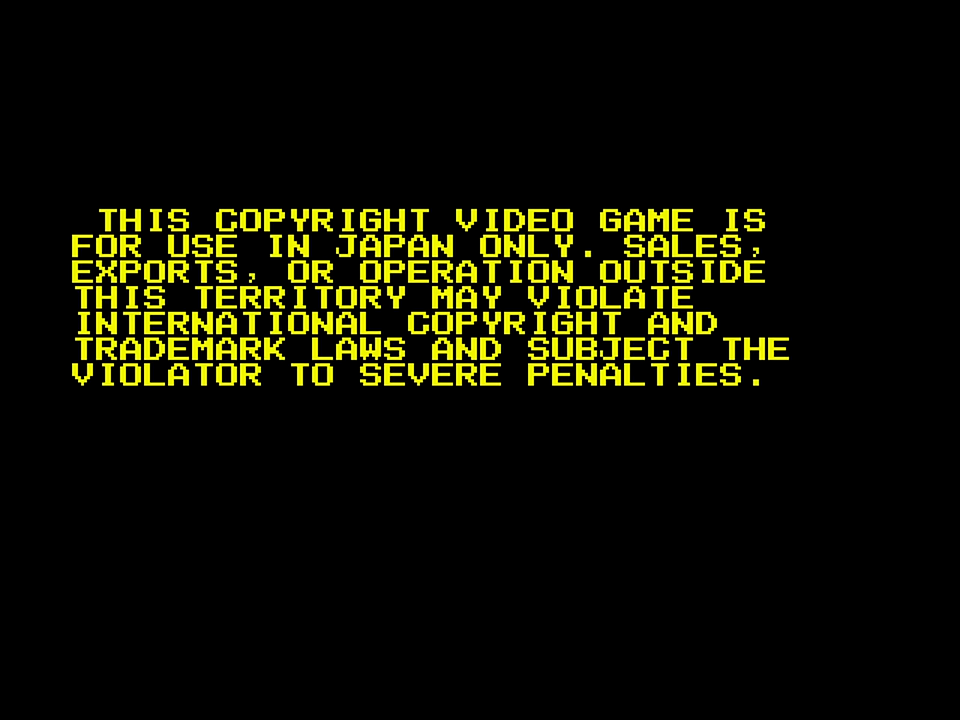 THIS COPYRIGHT VIDEO GAME IS
FOR USE IN JAPAN ONLY. SALES,
EXPORTS, OR OPERATION OUTSIDE
THIS TERRITORY MAY VIOLATE
INTERNATIONAL COPYRIGHT AND
TRADEMARK LAWS AND SUBJECT THE
VIOLATOR TO SEVERE PENALTIES.